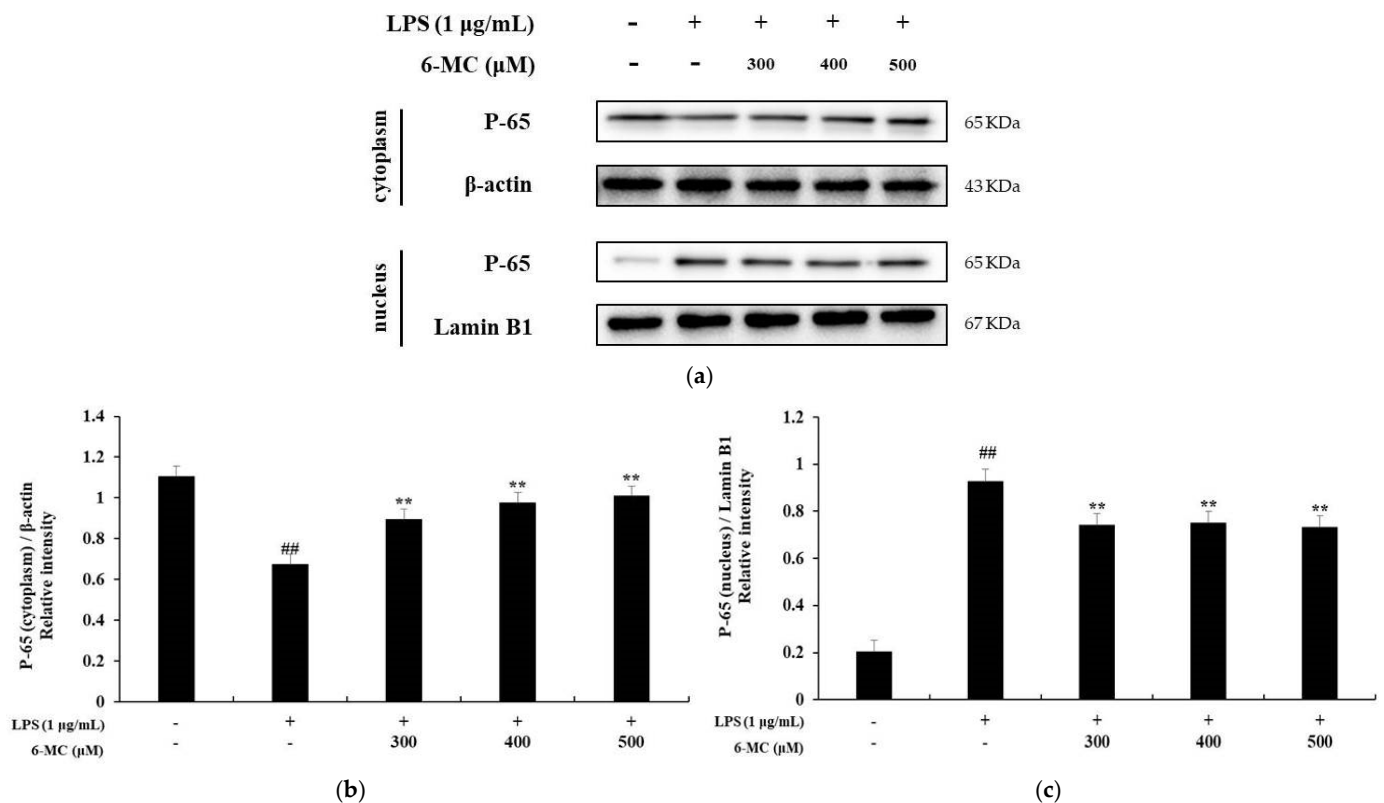 LPS (1 µg/mL) - + + + +
6-MC (µM) - - 300 400 500
cytoplasm
P-65 65 KDa
β-actin 43 KDa
nucleus
P-65 65 KDa
Lamin B1 67 KDa
(a)
P-65 (cytoplasm) / β-actin
Relative intensity
1.4
1.2
1
0.8
0.6
0.4
0.2
0
##
**
**
**
LPS (1 µg/mL) - + + + +
6-MC (µM) - - 300 400 500
(b)
P-65 (nucleus) / Lamin B1
Relative intensity
1.2
1
0.8
0.6
0.4
0.2
0
##
**
**
**
LPS (1 µg/mL) - + + + +
6-MC (µM) - - 300 400 500
(c)